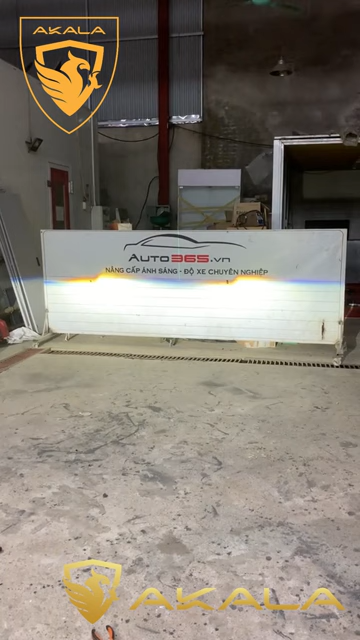 AKALA
AUTO365.vn
NÂNG CẤP ÁNH SÁNG - ĐỘ XE CHUYÊN NGHIỆP
AKALA